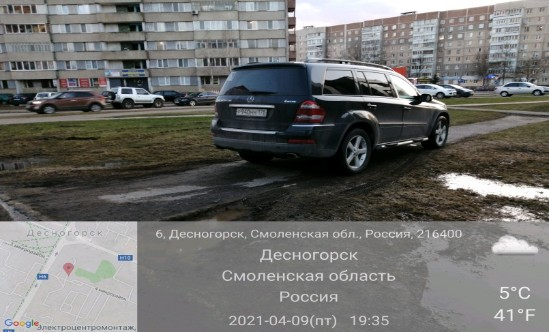 6, Десногорск, Смоленская обл., Россия, 216400
Десногорск
Смоленская область
Россия
2021-04-09(пт) 19:35
5°C
41°F
Десногорск
Google
Электроцентромонтаж,